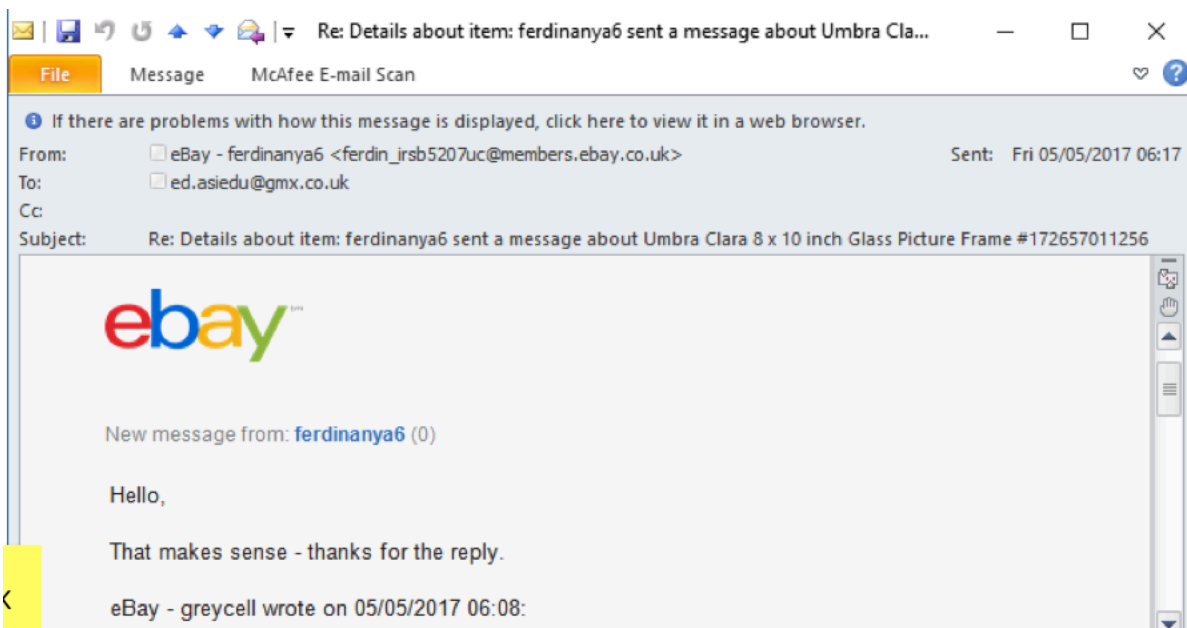 Re: Details about item: ferdinanya6 sent a message about Umbra Cla...
File Message McAfee E-mail Scan
If there are problems with how this message is displayed, click here to view it in a web browser.
From: eBay - ferdinanya6 <ferdin_irsb5207uc@members.ebay.co.uk> Sent: Fri 05/05/2017 06:17
To: ed.asiedu@gmx.co.uk
Cc:
Subject: Re: Details about item: ferdinanya6 sent a message about Umbra Clara 8 x 10 inch Glass Picture Frame #172657011256
ebay
New message from: ferdinanya6 (0)
Hello,
That makes sense - thanks for the reply.
eBay - greycell wrote on 05/05/2017 06:08: